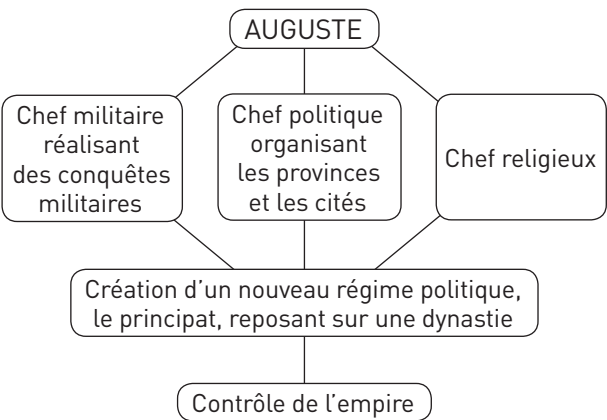 AUGUSTE
Chef militaire
réalisant
des conquêtes
militaires
Chef politique
organisant
les provinces
et les cités
Chef religieux
Création d'un nouveau régime politique,
le principat, reposant sur une dynastie
Contrôle de l'empire